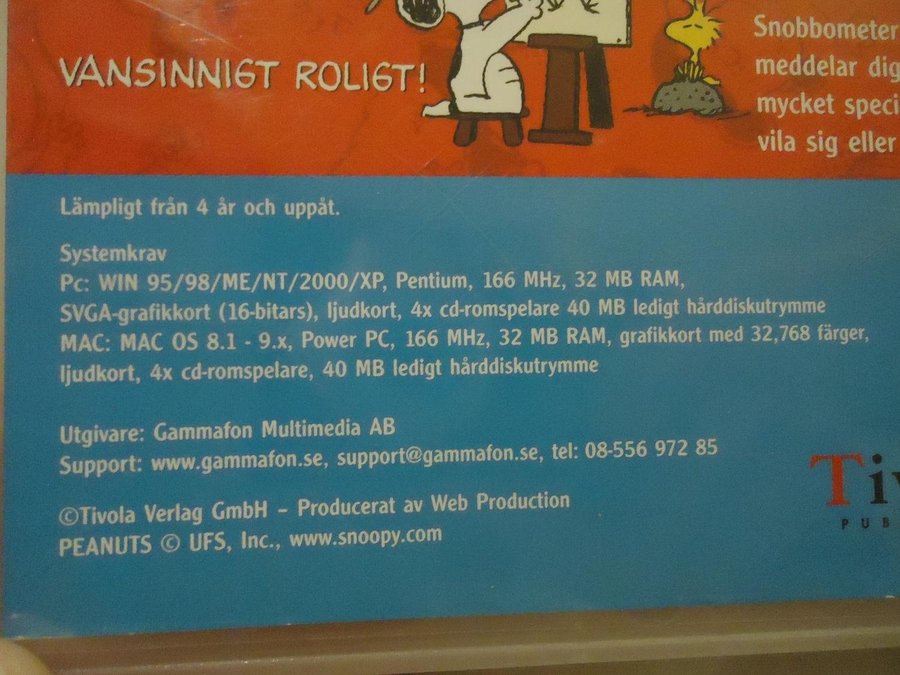 VANSINNIGT ROLIGT!
Snobbometer
meddelar dig
mycket speci
vila sig eller
Lämpligt från 4 år och uppåt.
Systemkrav
Pc: WIN 95/98/ME/NT/2000/XP, Pentium, 166 MHz, 32 MB RAM,
SVGA-grafikkort (16-bitars), ljudkort, 4x cd-romspelare 40 MB ledigt hårddiskutrymme
MAC: MAC OS 8.1 - 9.x, Power PC, 166 MHz, 32 MB RAM, grafikkort med 32,768 färger,
ljudkort, 4x cd-romspelare, 40 MB ledigt hårddiskutrymme
Utgivare: Gammafon Multimedia AB
Support: www.gammafon.se, support@gammafon.se, tel: 08-556 972 85
©Tivola Verlag GmbH – Producerat av Web Production
PEANUTS © UFS, Inc., www.snoopy.com
Tiv
PUB